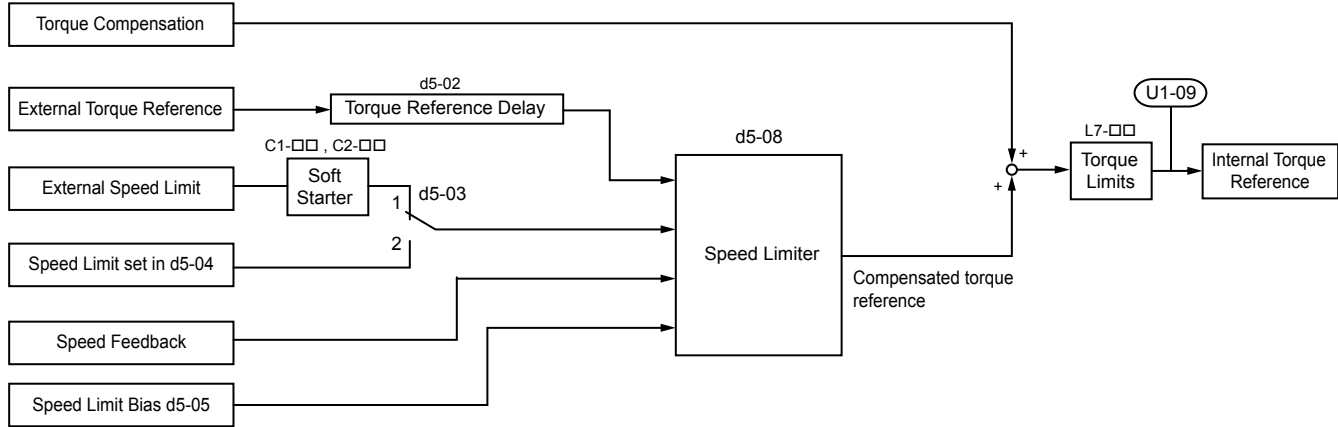 Torque Compensation
External Torque Reference
d5-02
Torque Reference Delay
U1-09
C1-□□ , C2-□□
External Speed Limit
Soft
Starter
d5-03
1
2
Speed Limit set in d5-04
Speed Feedback
Speed Limit Bias d5-05
d5-08
Speed Limiter
Compensated torque
reference
+
+
L7-□□
Torque
Limits
Internal Torque
Reference